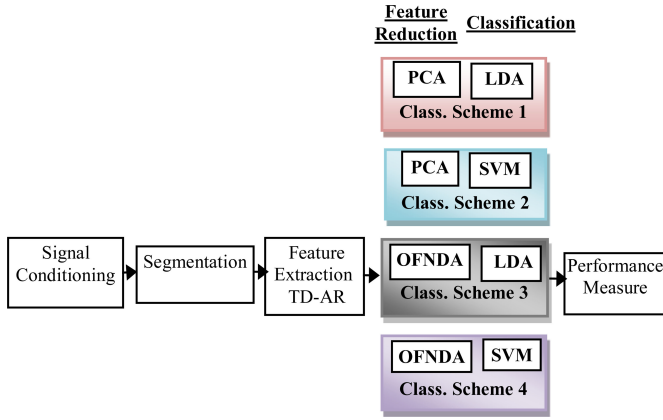 Feature
Reduction
Classification
PCA
LDA
Class. Scheme 1
PCA
SVM
Class. Scheme 2
Signal
Conditioning
Segmentation
Feature
Extraction
TD-AR
OFNDA
LDA
Class. Scheme 3
Performance
Measure
OFNDA
SVM
Class. Scheme 4